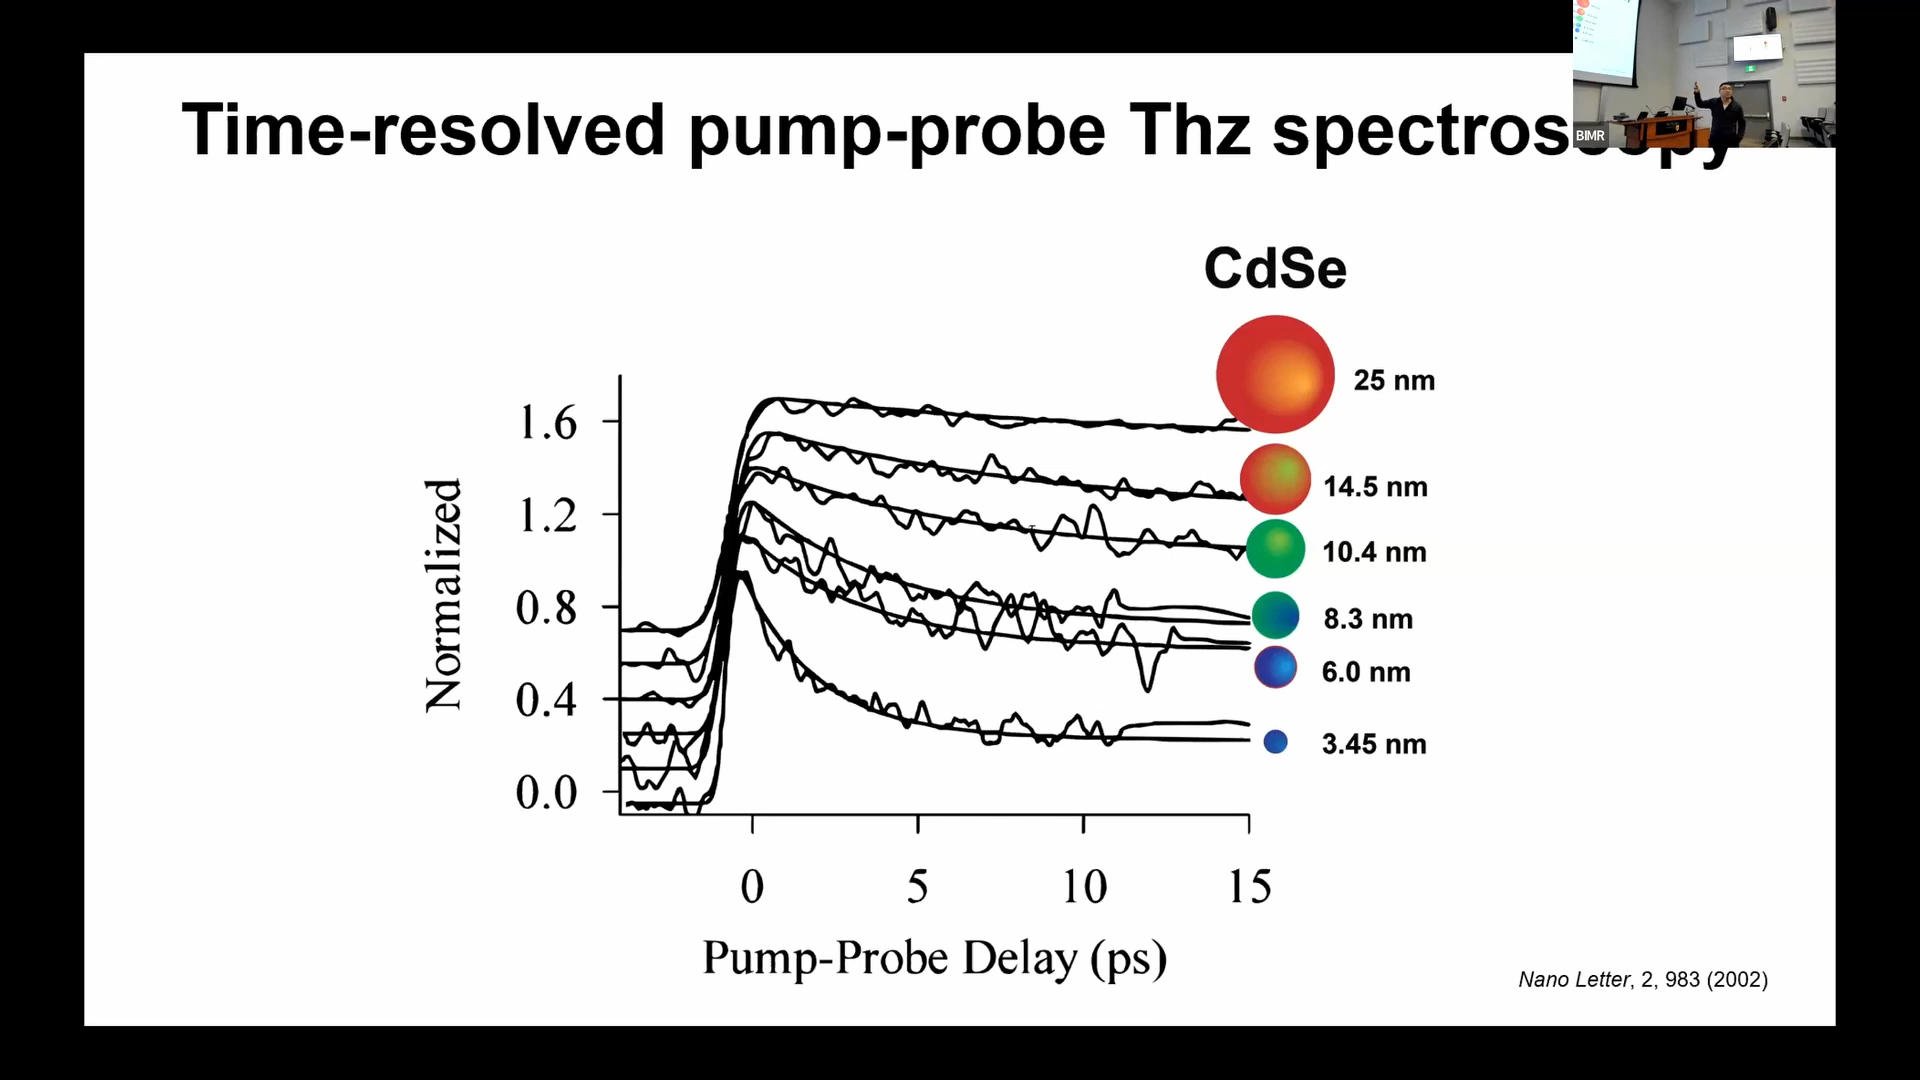 Time-resolved pump-probe Thz spectroscopy
BIMR
CdSe
25 nm
14.5 nm
10.4 nm
8.3 nm
6.0 nm
3.45 nm
Normalized
1.6
1.2
0.8
0.4
0.0
0 5 10 15
Pump-Probe Delay (ps)
Nano Letter, 2, 983 (2002)